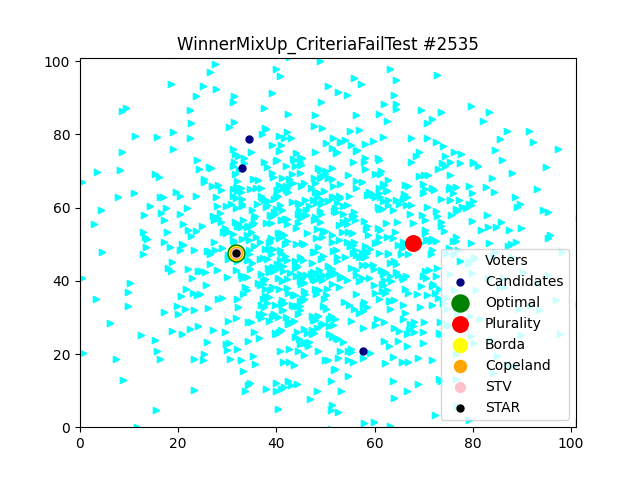 WinnerMixUp_CriteriaFailTest #2535
100
80
60
40
20
0
0
20
40
60
80
100
Voters
Candidates
Optimal
Plurality
Borda
Copeland
STV
STAR